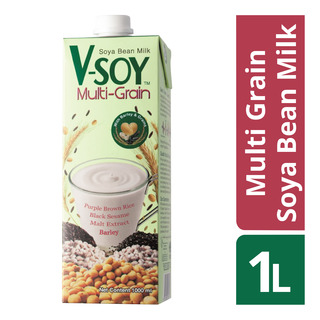 Soya Bean Milk
V-SOY™
Multi-Grain
Purple Brown Rice
Black Sesame
Malt Extract
Barley
Net Content 1000 ml
Multi Grain
Soya Bean Milk
1L